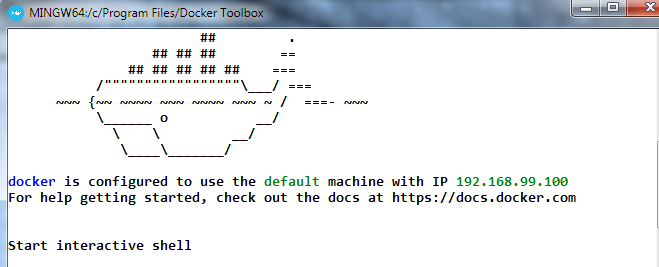 MINGW64:/c/Program Files/Docker Toolbox
                        ##         .
                  ## ## ##        ==
               ## ## ## ## ##    ===
           /"""""""""""""""""\___/ ===
      ~~~ {~~ ~~~~ ~~~ ~~~~ ~~~ ~ /  ===- ~~~
           \______ o           __/
             \    \         __/
              \____\_______/
docker is configured to use the default machine with IP 192.168.99.100
For help getting started, check out the docs at https://docs.docker.com
Start interactive shell